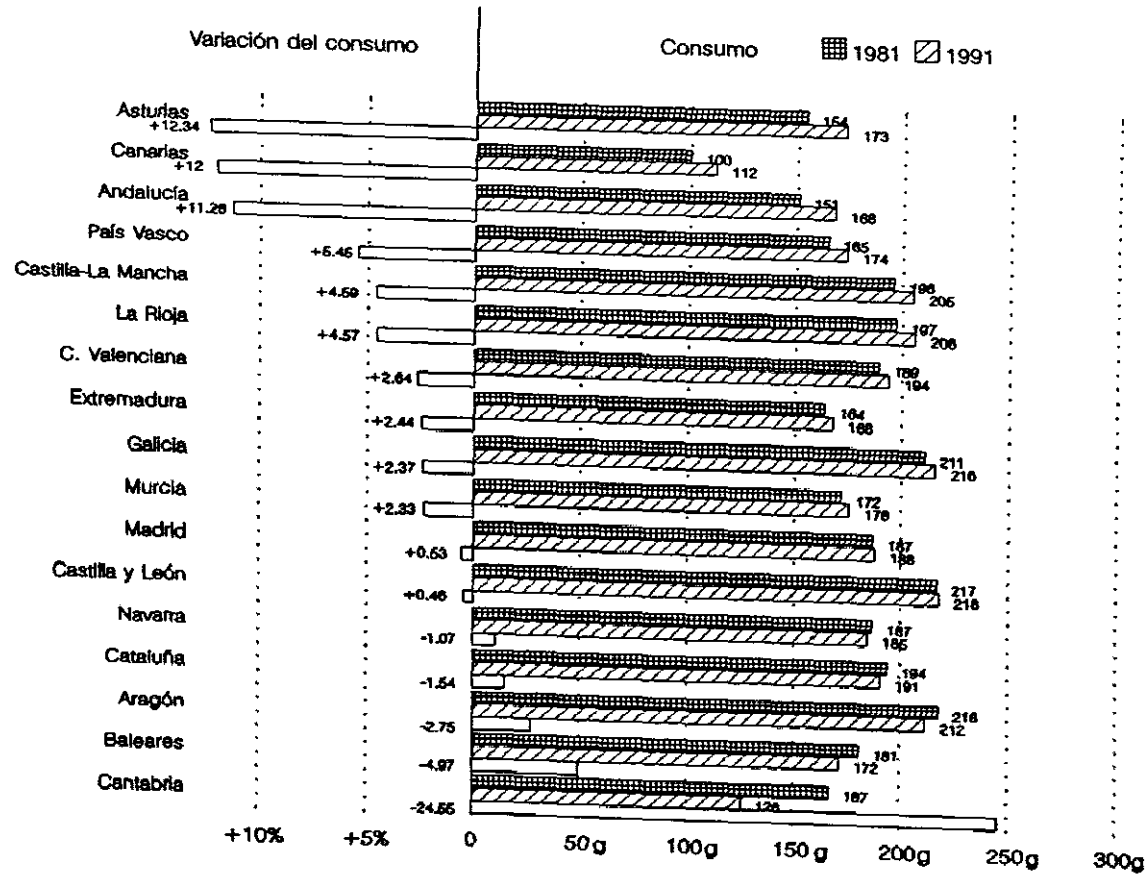 Variación del consumo
Consumo
1981
1991
Asturias
+12.34
154
173
Canarias
+12
100
112
Andalucía
+11.26
151
168
País Vasco
+5.45
165
174
Castilla-La Mancha
+4.59
196
205
La Rioja
+4.57
197
206
C. Valenciana
+2.64
189
194
Extremadura
+2.44
164
168
Galicia
+2.37
211
216
Murcia
+2.33
172
176
Madrid
+0.53
187
188
Castilla y León
+0.46
217
218
Navarra
-1.07
187
185
Cataluña
-1.54
194
191
Aragón
-2.75
218
212
Baleares
-4.97
181
172
Cantabria
-24.55
167
126
+10%
+5%
0
50g
100g
150g
200g
250g
300g